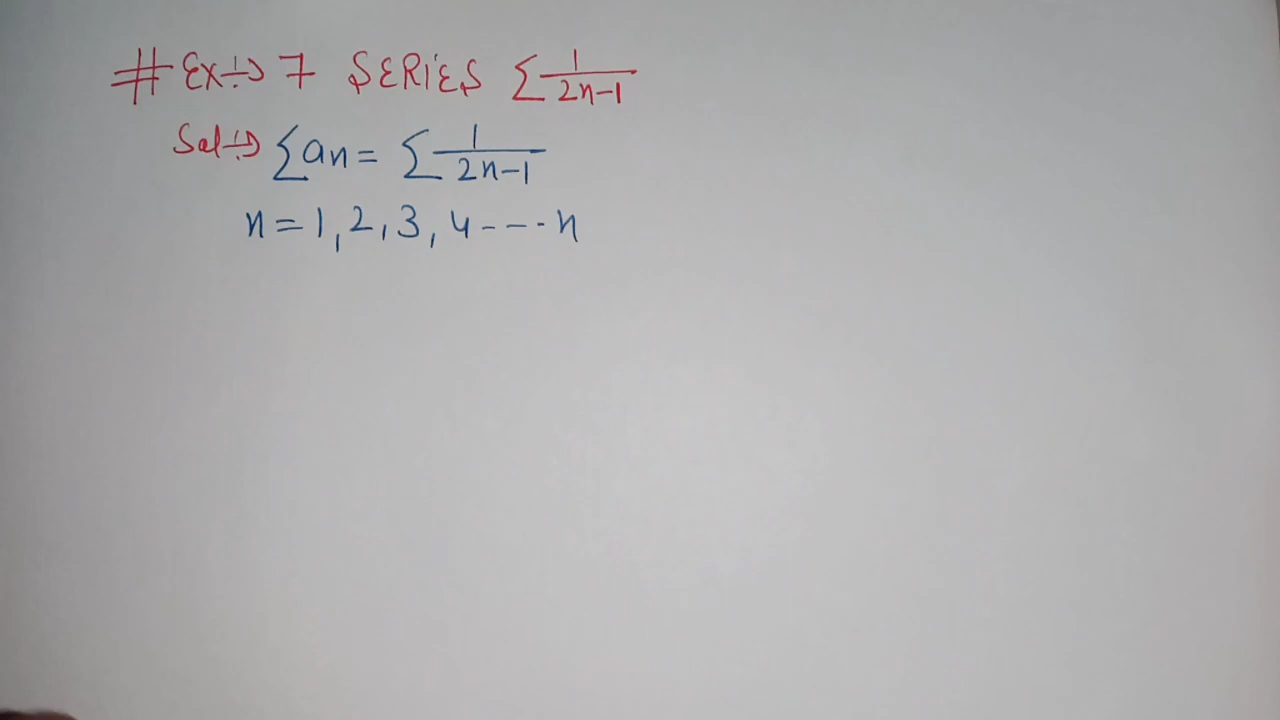 # Ex:→ 7 SERIES ∑ 1/(2n-1)
Sol:→ ∑an = ∑ 1/(2n-1)
n = 1, 2, 3, 4 - - - · n